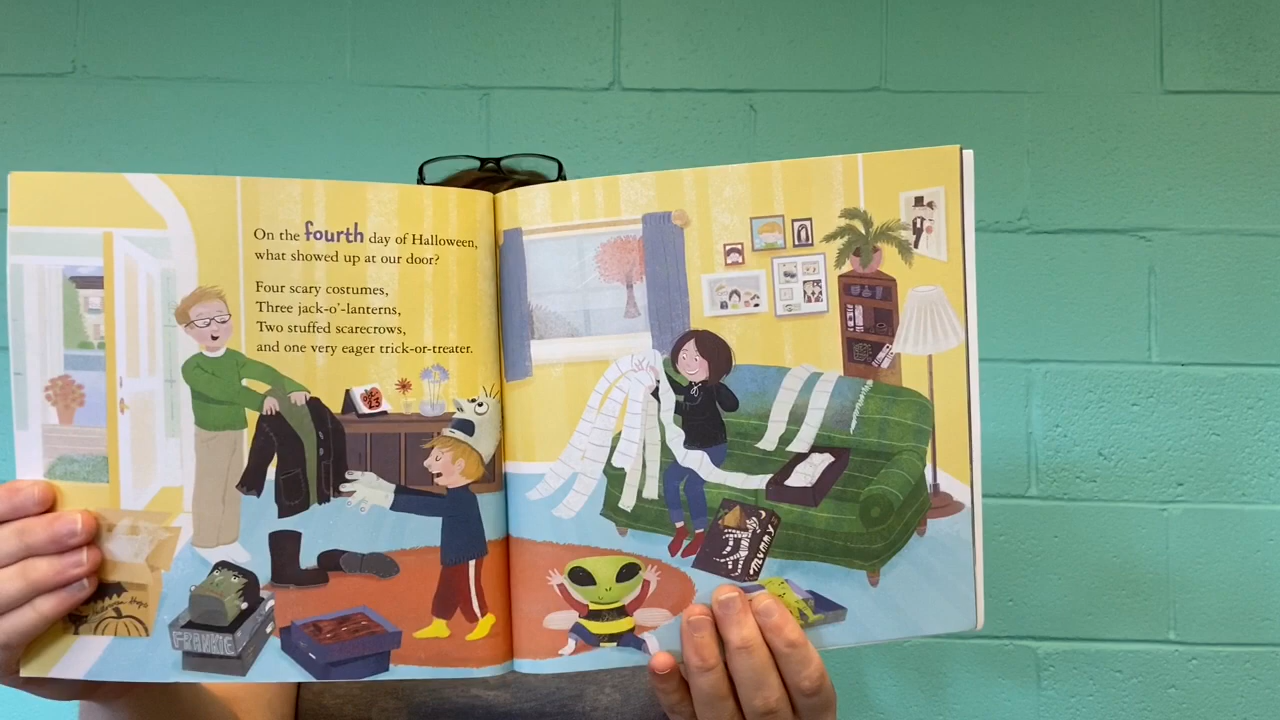 On the fourth day of Halloween,
what showed up at our door?
Four scary costumes,
Three jack-o'-lanterns,
Two stuffed scarecrows,
and one very eager trick-or-treater.
FRANKIE
MUMMY